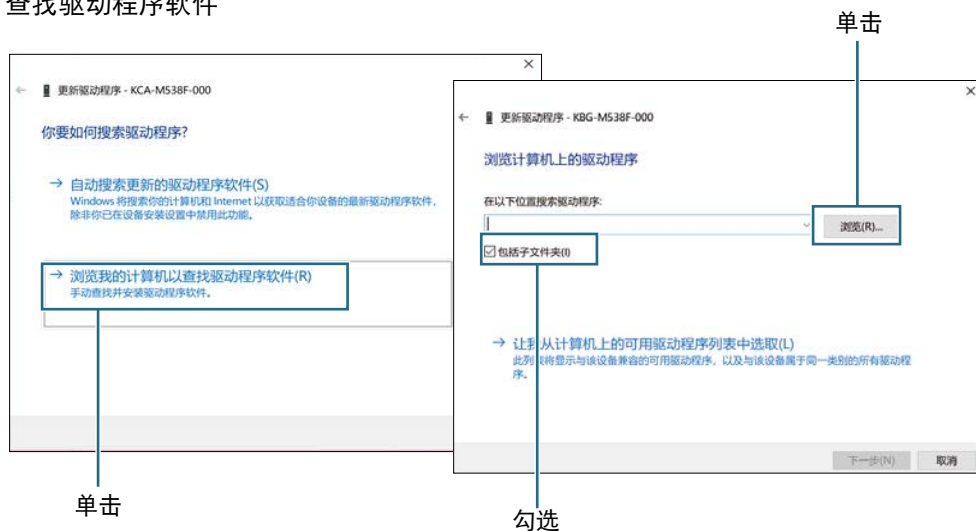 查找驱动程序软件
单击
更新驱动程序 - KCA-M538F-000
你要如何搜索驱动程序?
→ 自动搜索更新的驱动程序软件(S)
Windows 将搜索你的计算机和 Internet 以获取适合你设备的最新驱动程序软件,
除非你已在设备安装设置中禁用此功能。
→ 浏览我的计算机以查找驱动程序软件(R)
手动查找并安装驱动程序软件。
单击
更新驱动程序 - KBG-M538F-000
浏览计算机上的驱动程序
在以下位置搜索驱动程序:
浏览(R)...
包括子文件夹(I)
→ 让我从计算机上的可用驱动程序列表中选取(L)
此列表将显示与该设备兼容的可用驱动程序,以及与该设备属于同一类别的所有驱动程
序。
下一步(N)
取消
勾选